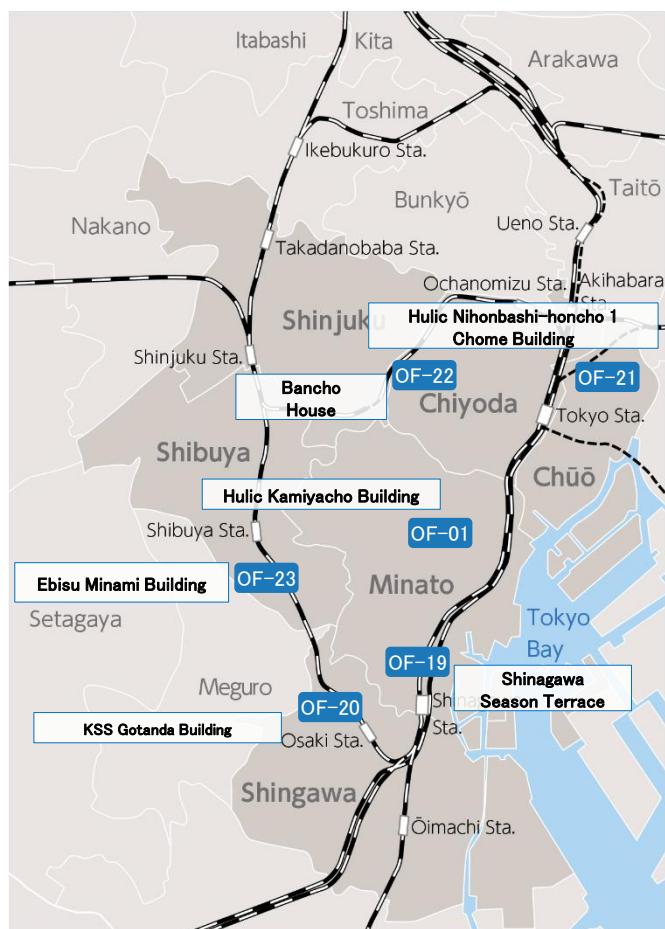 Itabashi
Kita
Arakawa
Toshima
Ikebukuro Sta.
Taitō
Bunkyō
Nakano
Ueno Sta.
Takadanobaba Sta.
Ochanomizu Sta.
Akihabara
Sta.
Shinjuku
Hulic Nihonbashi-honcho 1
Chome Building
Shinjuku Sta.
OF-22
OF-21
Bancho
House
Chiyoda
Tokyo Sta.
Shibuya
Chūō
Hulic Kamiyacho Building
Shibuya Sta.
OF-01
Ebisu Minami Building
OF-23
Minato
Setagaya
Tokyo
Bay
OF-19
Shinagawa
Season Terrace
Meguro
Shina
Sta.
OF-20
KSS Gotanda Building
Osaki Sta.
Shingawa
Ōimachi Sta.